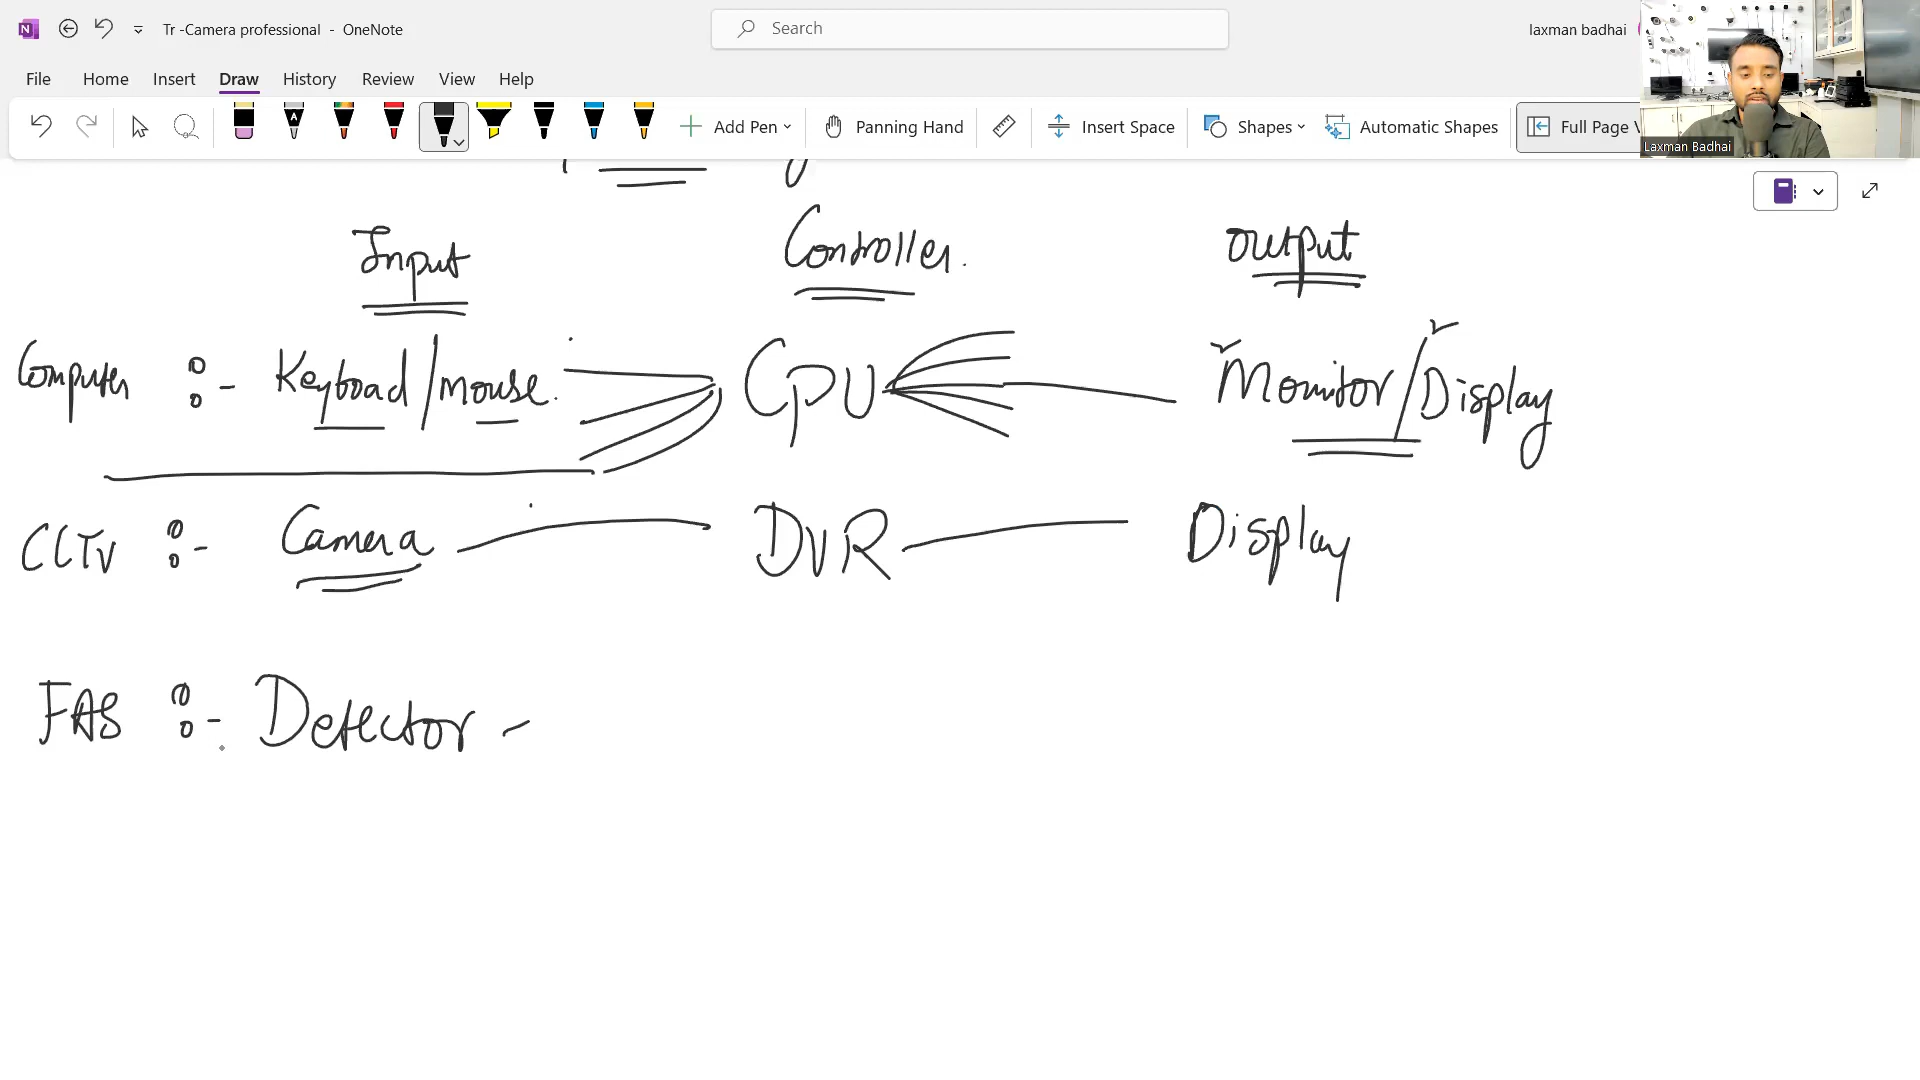 Tr -Camera professional - OneNote
Search
laxman badhai
File Home Insert Draw History Review View Help
Add Pen Panning Hand Insert Space Shapes Automatic Shapes Full Page V
Laxman Badhai
Input Controller. Output
Computer :- Keyboad/mouse. CPU Monitor/Display
CCTV :- Camera DVR Display
FAS :- Detector -